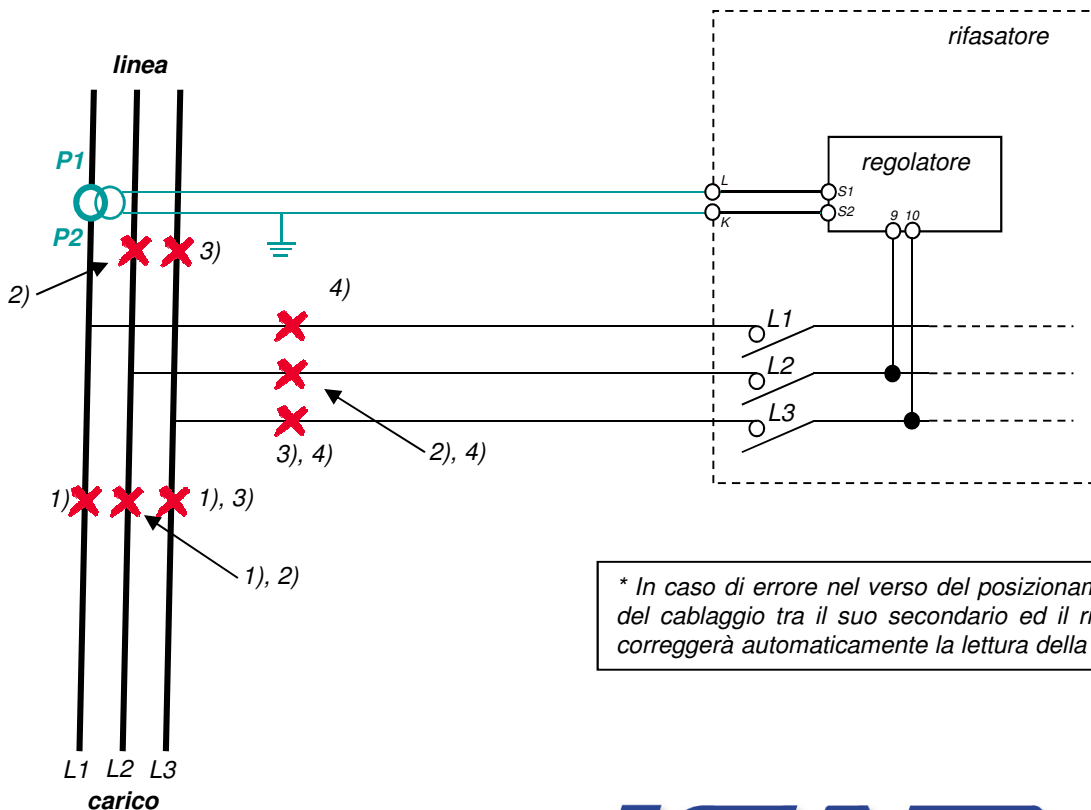 rifasatore
linea
P1
regolatore
L
S1
K
S2
P2
9 10
3)
2)
4)
L1
L2
L3
2), 4)
3), 4)
1)
1), 3)
1), 2)
* In caso di errore nel verso del
del cablaggio tra il suo secondario ed il
correggerà automaticamente la lettura della
L1 L2 L3
carico